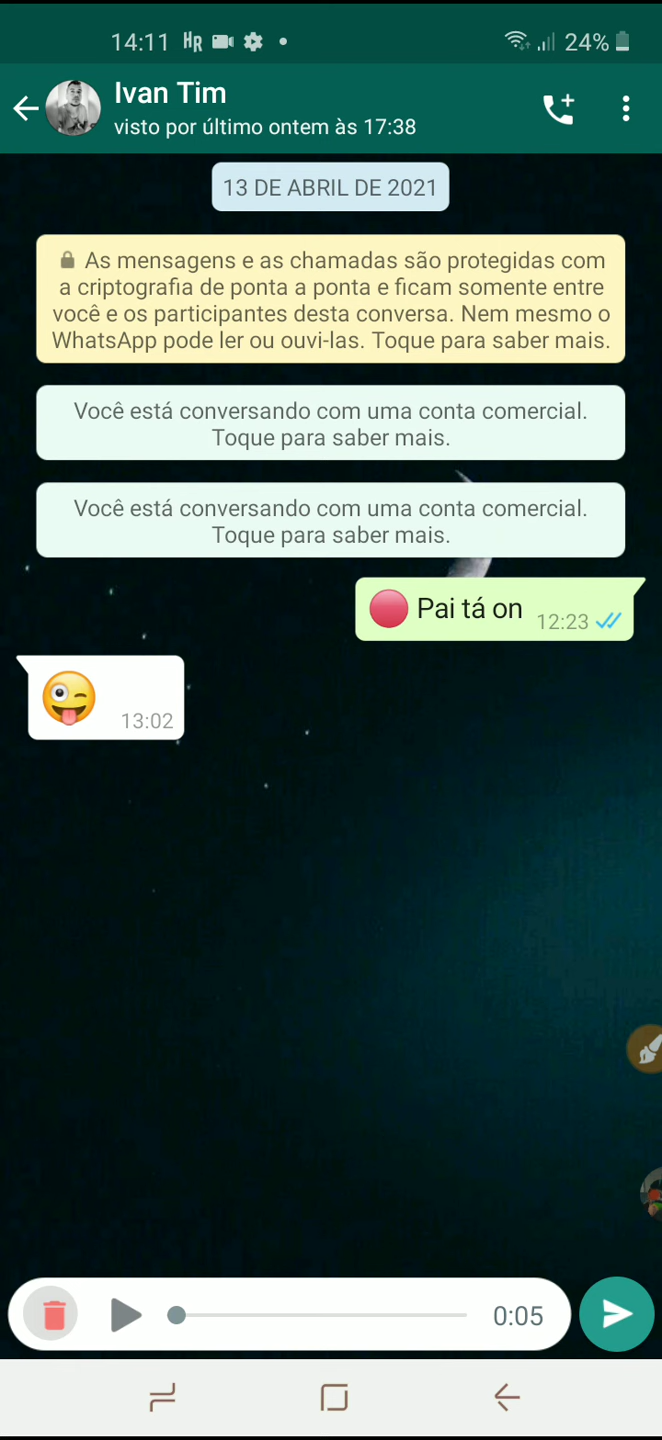 14:11 HR 24%
Ivan Tim
visto por último ontem às 17:38
13 DE ABRIL DE 2021
As mensagens e as chamadas são protegidas com
a criptografia de ponta a ponta e ficam somente entre
você e os participantes desta conversa. Nem mesmo o
WhatsApp pode ler ou ouvi-las. Toque para saber mais.
Você está conversando com uma conta comercial.
Toque para saber mais.
Você está conversando com uma conta comercial.
Toque para saber mais.
Pai tá on 12:23
13:02
0:05